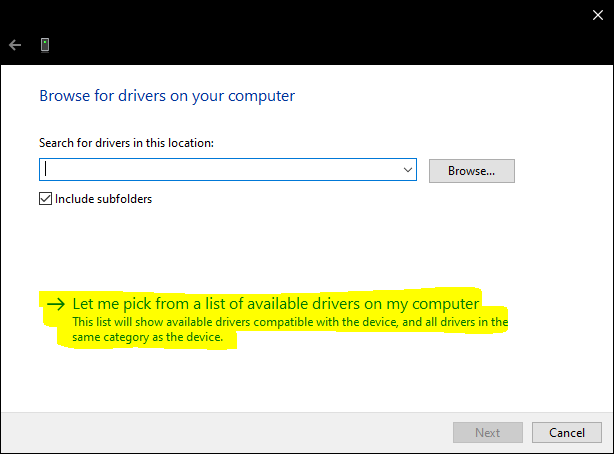 Browse for drivers on your computer
Search for drivers in this location:
Browse...
Include subfolders
Let me pick from a list of available drivers on my computer
This list will show available drivers compatible with the device, and all drivers in the
same category as the device.
Next
Cancel